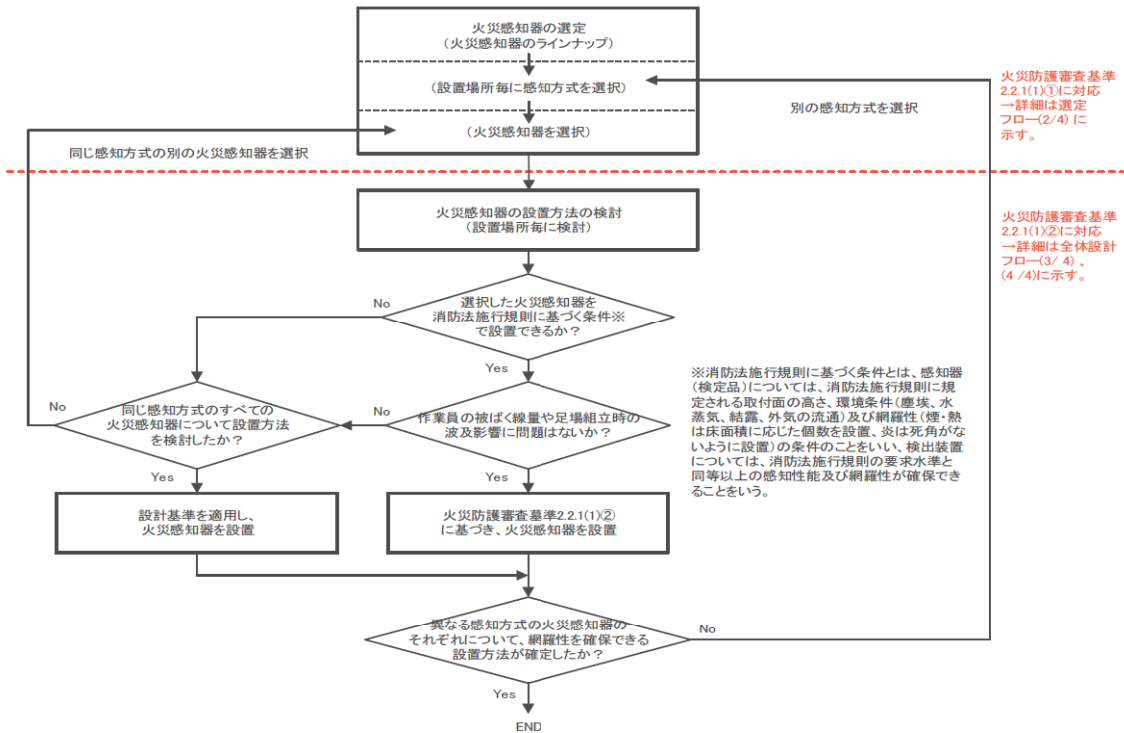 火災感知器の選定
(火災感知器のラインナップ)
(設置場所毎に感知方式を選択)
(火災感知器を選択)
別の感知方式を選択
火災防護審査基準
2.2.1(1)①に対応
→詳細は選定
フロー(2/4)に
示す。
同じ感知方式の別の火災感知器を選択
火災感知器の設置方法の検討
(設置場所毎に検討)
火災防護審査基準
2.2.1(1)②に対応
→詳細は全体設計
フロー(3/ 4)、
(4 /4)に示す。
No
選択した火災感知器を
消防法施行規則に基づく条件※
で設置できるか?
Yes
※消防法施行規則に基づく条件とは、感知器
(検定品)については、消防法施行規則に規
定される取付面の高さ、環境条件(塵埃、水
蒸気、結露、外気の流通)及び網羅性(煙・熱
は床面積に応じた個数を設置、炎は死角がな
いように設置)の条件のことをいい、検出装置
については、消防法施行規則の要求水準と
同等以上の感知性能及び網羅性が確保でき
ることをいう。
No
同じ感知方式のすべての
火災感知器について設置方法
を検討したか?
No
作業員の被ばく線量や足場組立時の
波及影響に問題はないか?
Yes
Yes
設計基準を適用し、
火災感知器を設置
火災防護審査墓準2.2.1(1)②
に基づき、火災感知器を設置
異なる感知方式の火災感知器の
それぞれについて、網羅性を確保できる
設置方法が確定したか?
No
Yes
END